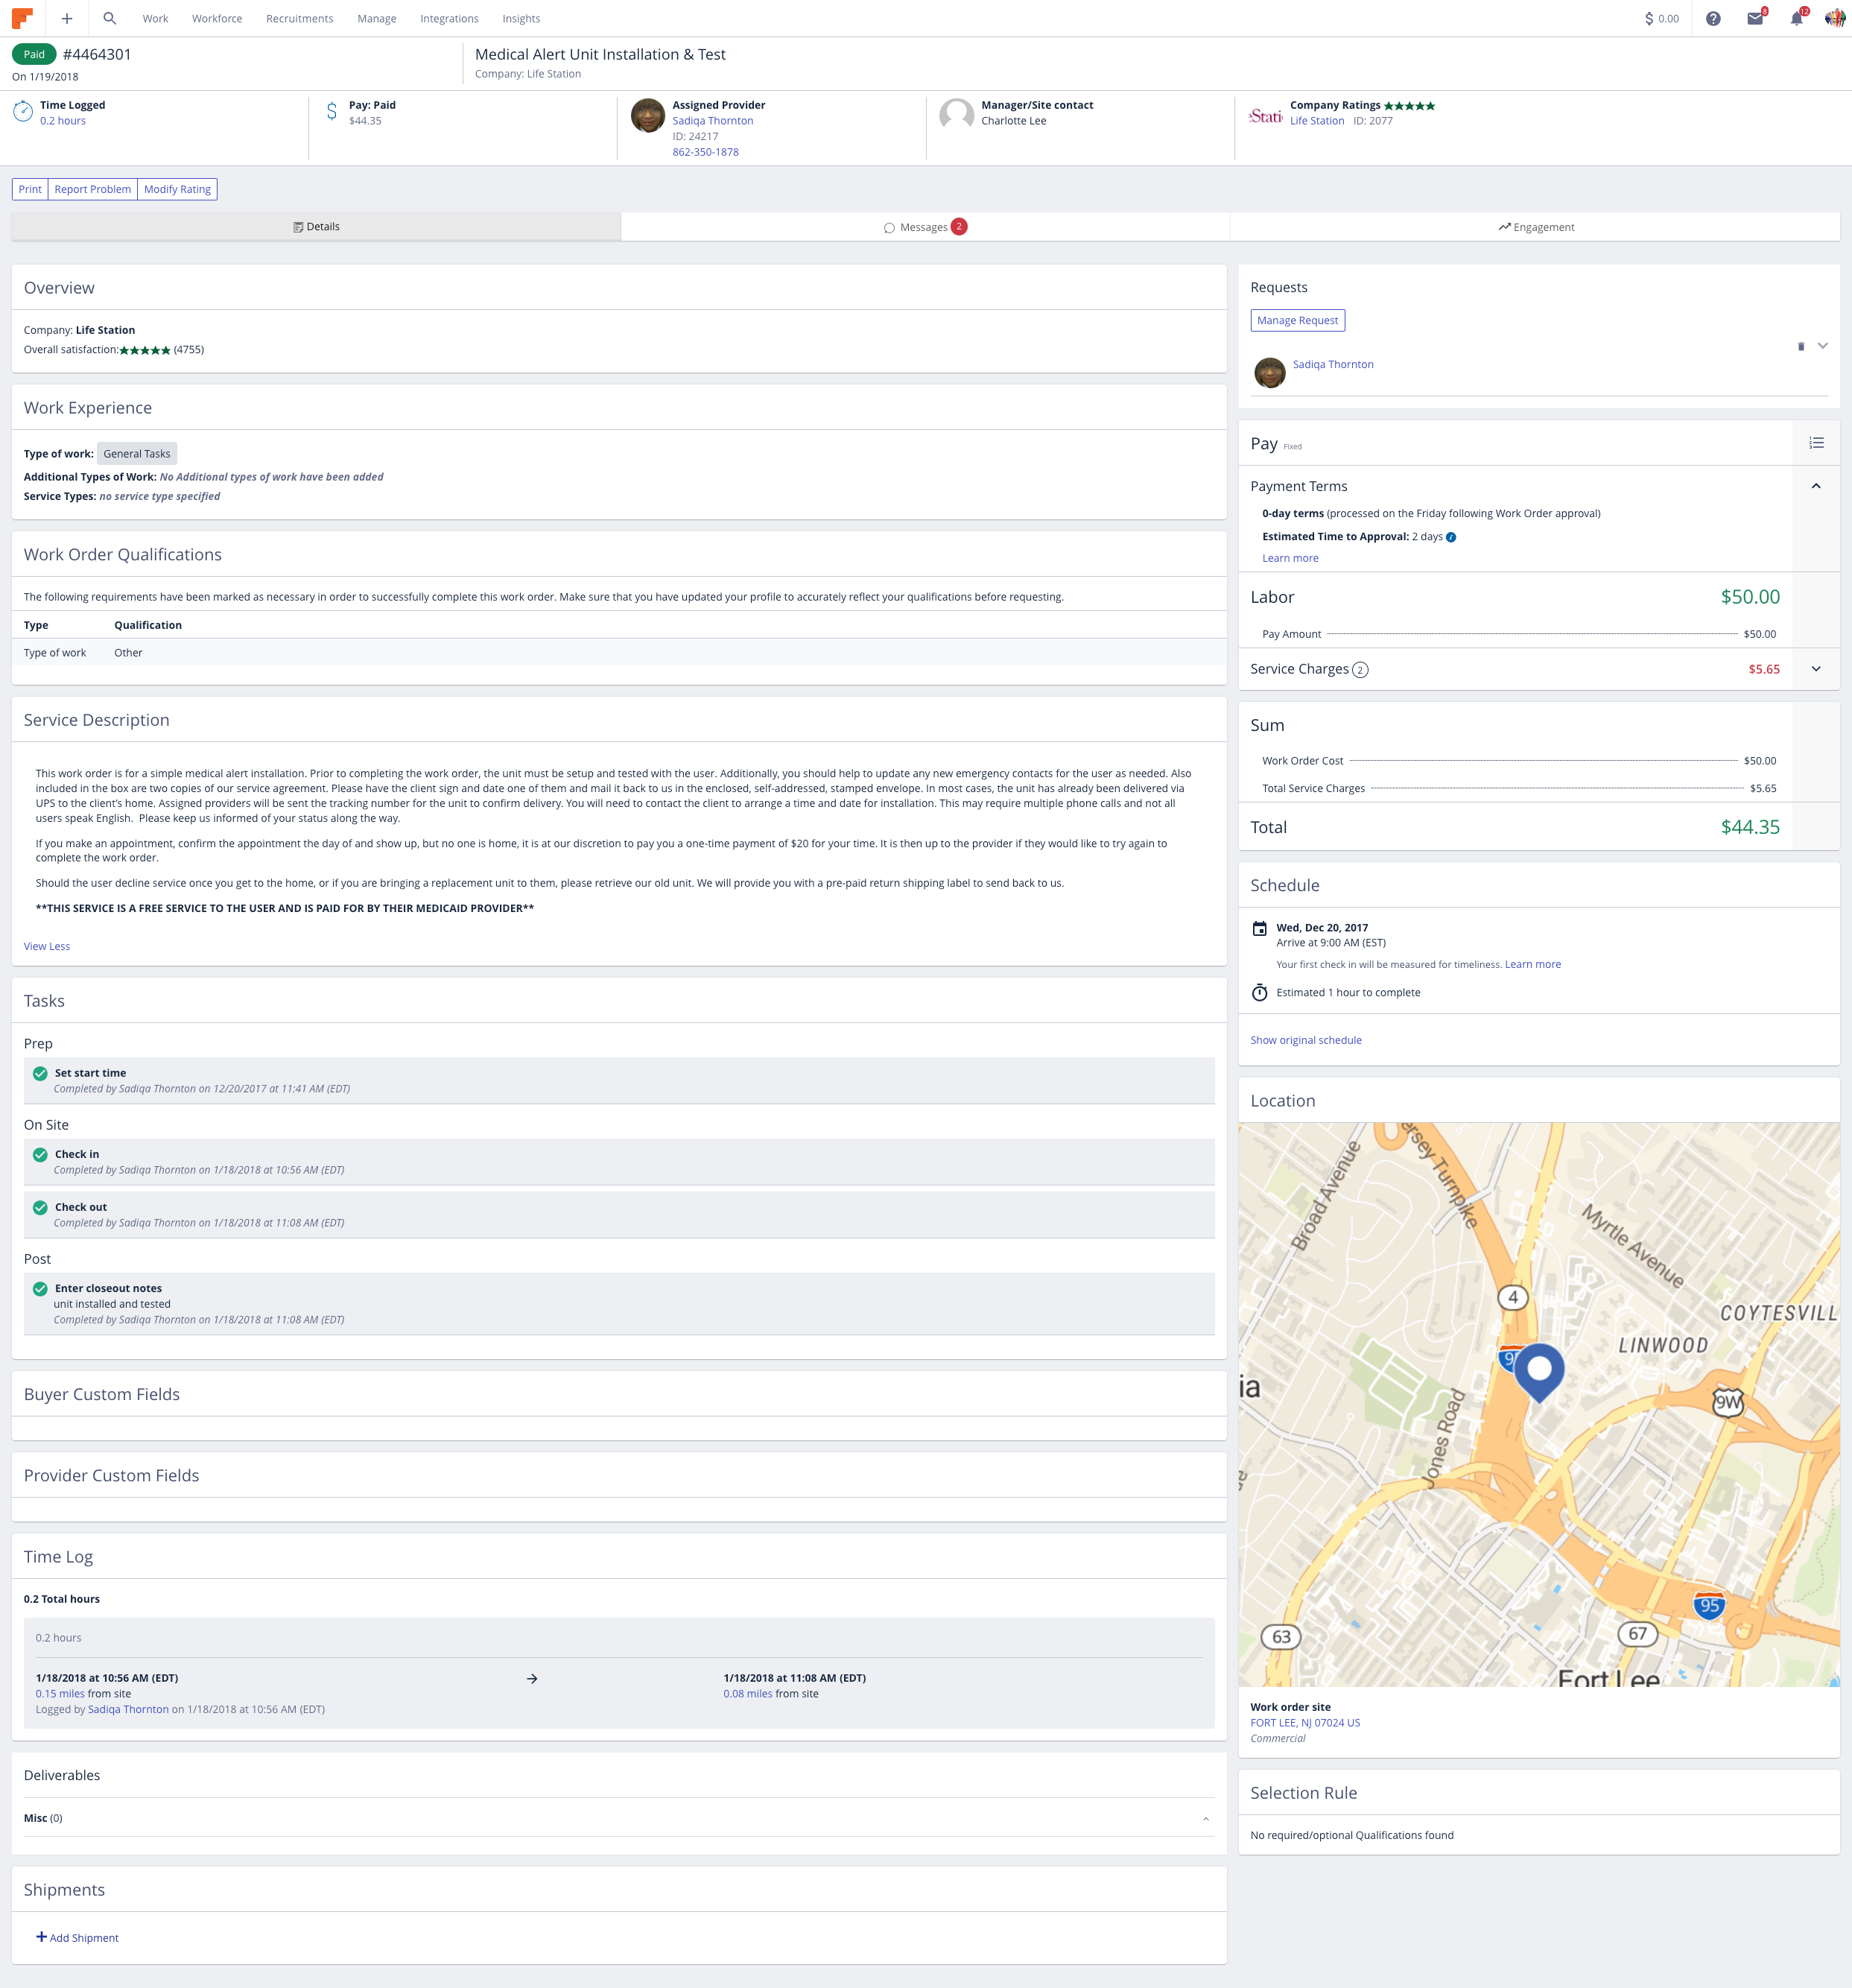 Work Workforce Recruitments Manage Integrations Insights
$ 0.00
8
12
Paid #4464301
On 1/19/2018
Medical Alert Unit Installation & Test
Company: Life Station
Time Logged
0.2 hours
Pay: Paid
$44.35
Assigned Provider
Sadiqa Thornton
ID: 24217
862-350-1878
Manager/Site contact
Charlotte Lee
Company Ratings
Life Station ID: 2077
Print Report Problem Modify Rating
Details
Messages 2
Engagement
Overview
Company: Life Station
Overall satisfaction: (4755)
Work Experience
Type of work: General Tasks
Additional Types of Work: No Additional types of work have been added
Service Types: no service type specified
Work Order Qualifications
The following requirements have been marked as necessary in order to successfully complete this work order. Make sure that you have updated your profile to accurately reflect your qualifications before requesting.
Type Qualification
Type of work Other
Service Description
This work order is for a simple medical alert installation. Prior to completing the work order, the unit must be setup and tested with the user. Additionally, you should help to update any new emergency contacts for the user as needed. Also
included in the box are two copies of our service agreement. Please have the client sign and date one of them and mail it back to us in the enclosed, self-addressed, stamped envelope. In most cases, the unit has already been delivered via
UPS to the client's home. Assigned providers will be sent the tracking number for the unit to confirm delivery. You will need to contact the client to arrange a time and date for installation. This may require multiple phone calls and not all
users speak English. Please keep us informed of your status along the way.
If you make an appointment, confirm the appointment the day of and show up, but no one is home, it is at our discretion to pay you a one-time payment of $20 for your time. It is then up to the provider if they would like to try again to
complete the work order.
Should the user decline service once you get to the home, or if you are bringing a replacement unit to them, please retrieve our old unit. We will provide you with a pre-paid return shipping label to send back to us.
**THIS SERVICE IS A FREE SERVICE TO THE USER AND IS PAID FOR BY THEIR MEDICAID PROVIDER**
View Less
Tasks
Prep
Set start time
Completed by Sadiqa Thornton on 12/20/2017 at 11:41 AM (EDT)
On Site
Check in
Completed by Sadiqa Thornton on 1/18/2018 at 10:56 AM (EDT)
Check out
Completed by Sadiqa Thornton on 1/18/2018 at 11:08 AM (EDT)
Post
Enter closeout notes
unit installed and tested
Completed by Sadiqa Thornton on 1/18/2018 at 11:08 AM (EDT)
Buyer Custom Fields
Provider Custom Fields
Time Log
0.2 Total hours
0.2 hours
1/18/2018 at 10:56 AM (EDT)
0.15 miles from site
Logged by Sadiqa Thornton on 1/18/2018 at 10:56 AM (EDT)
1/18/2018 at 11:08 AM (EDT)
0.08 miles from site
Deliverables
Misc (0)
Shipments
Add Shipment
Requests
Manage Request
Sadiqa Thornton
Pay Fixed
Payment Terms
0-day terms (processed on the Friday following Work Order approval)
Estimated Time to Approval: 2 days
Learn more
Labor $50.00
Pay Amount $50.00
Service Charges 2 $5.65
Sum
Work Order Cost $50.00
Total Service Charges $5.65
Total $44.35
Schedule
Wed, Dec 20, 2017
Arrive at 9:00 AM (EST)
Your first check in will be measured for timeliness. Learn more
Estimated 1 hour to complete
Show original schedule
Location
Broad Avenue
ersey Turnpike
Myrtle Avenue
4
COYTESVILL
LINWOOD
ia
9W
Jones Road
95
63
67
Fort Lee
Work order site
FORT LEE, NJ 07024 US
Commercial
Selection Rule
No required/optional Qualifications found